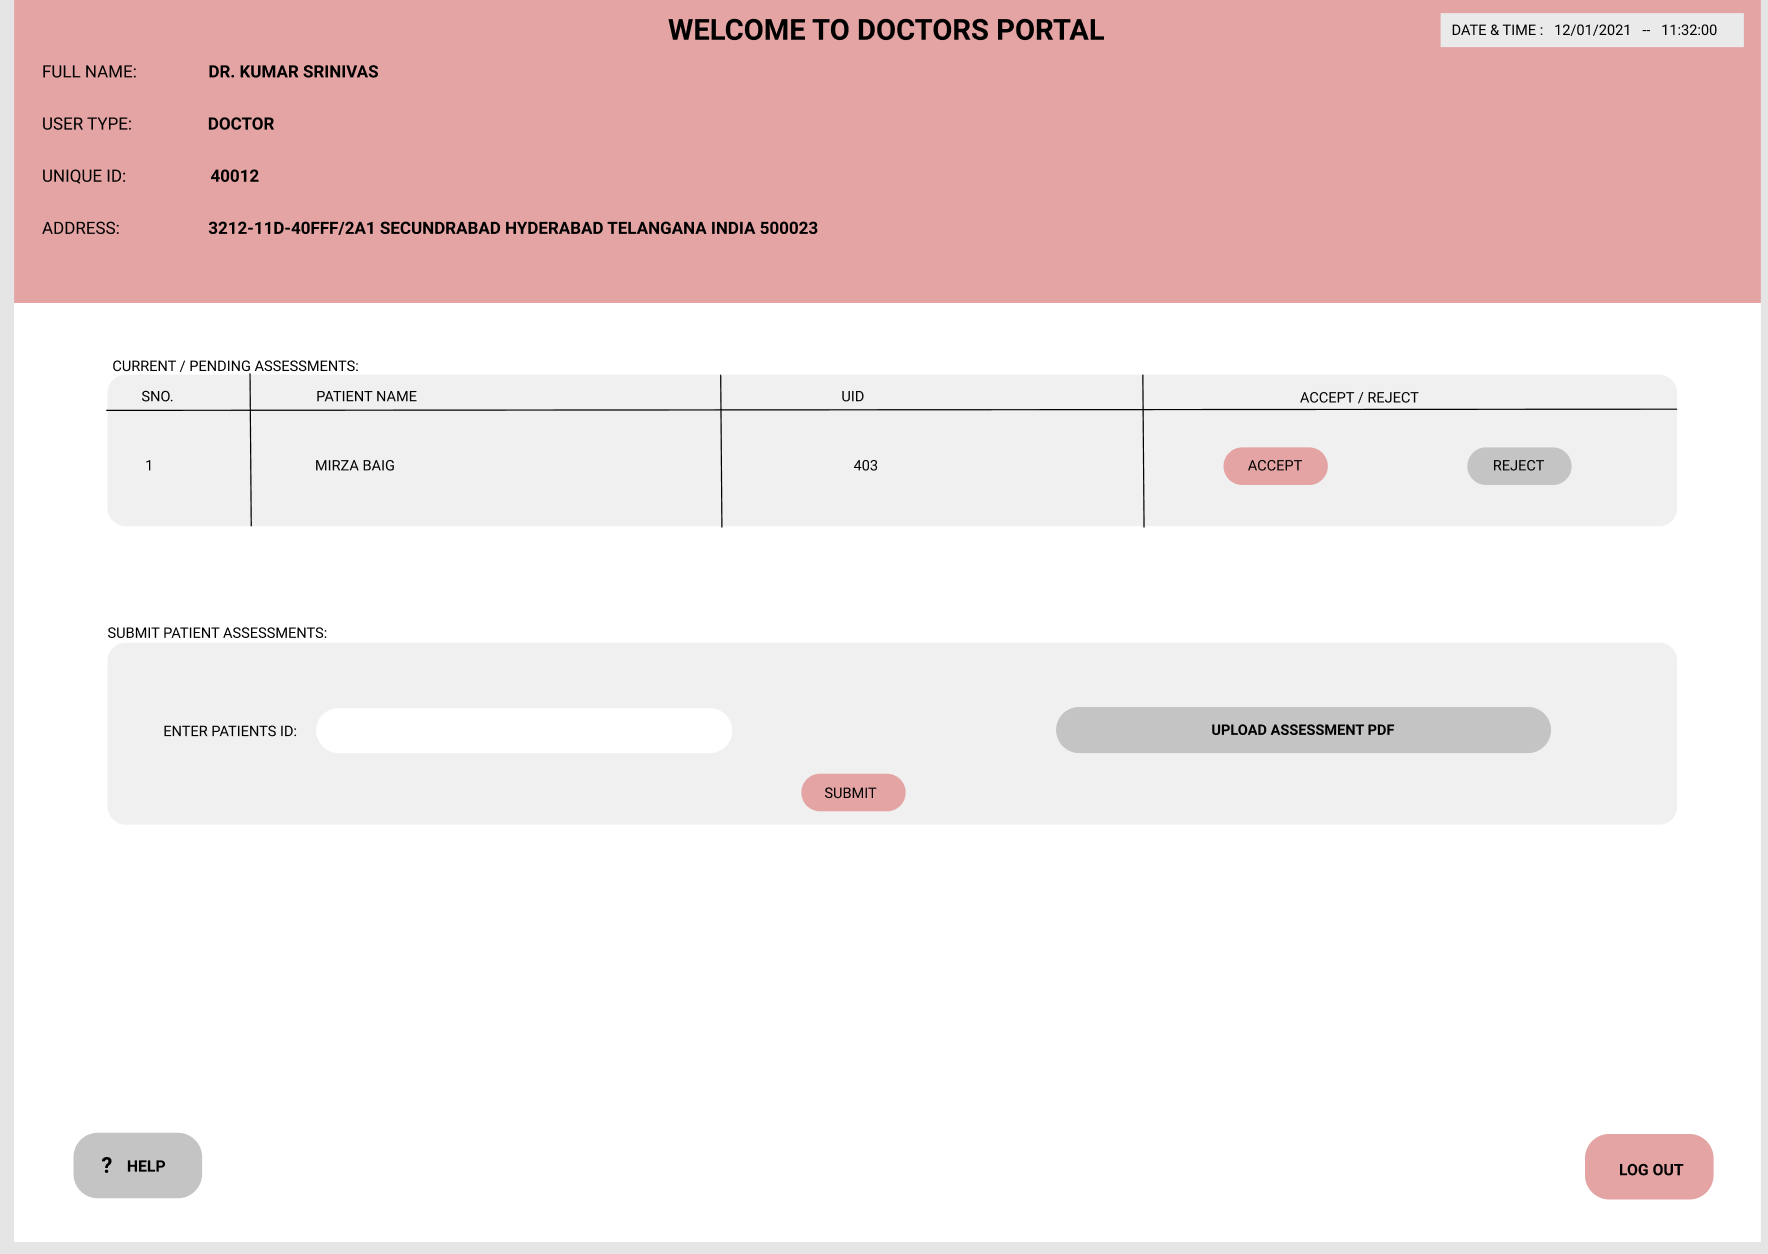 WELCOME TO DOCTORS PORTAL
DATE & TIME : 12/01/2021 -- 11:32:00
FULL NAME: DR. KUMAR SRINIVAS
USER TYPE: DOCTOR
UNIQUE ID: 40012
ADDRESS: 3212-11D-40FFF/2A1 SECUNDRABAD HYDERABAD TELANGANA INDIA 500023
CURRENT / PENDING ASSESSMENTS:
SNO. PATIENT NAME UID ACCEPT / REJECT
1 MIRZA BAIG 403 ACCEPT REJECT
SUBMIT PATIENT ASSESSMENTS:
ENTER PATIENTS ID: UPLOAD ASSESSMENT PDF
SUBMIT
? HELP
LOG OUT